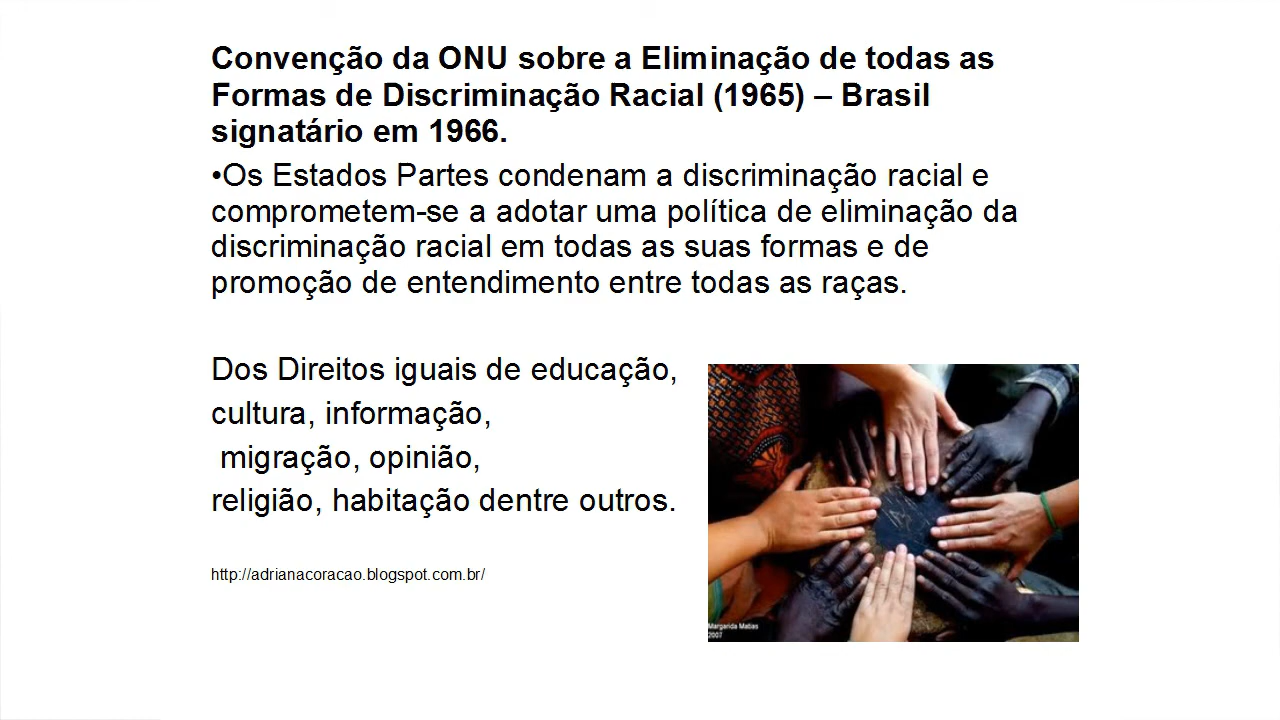 Convenção da ONU sobre a Eliminação de todas as
Formas de Discriminação Racial (1965) – Brasil
signatário em 1966.
•Os Estados Partes condenam a discriminação racial e
comprometem-se a adotar uma política de eliminação da
discriminação racial em todas as suas formas e de
promoção de entendimento entre todas as raças.
Dos Direitos iguais de educação,
cultura, informação,
migração, opinião,
religião, habitação dentre outros.
http://adrianacoracao.blogspot.com.br/
Margarida Matias
2007